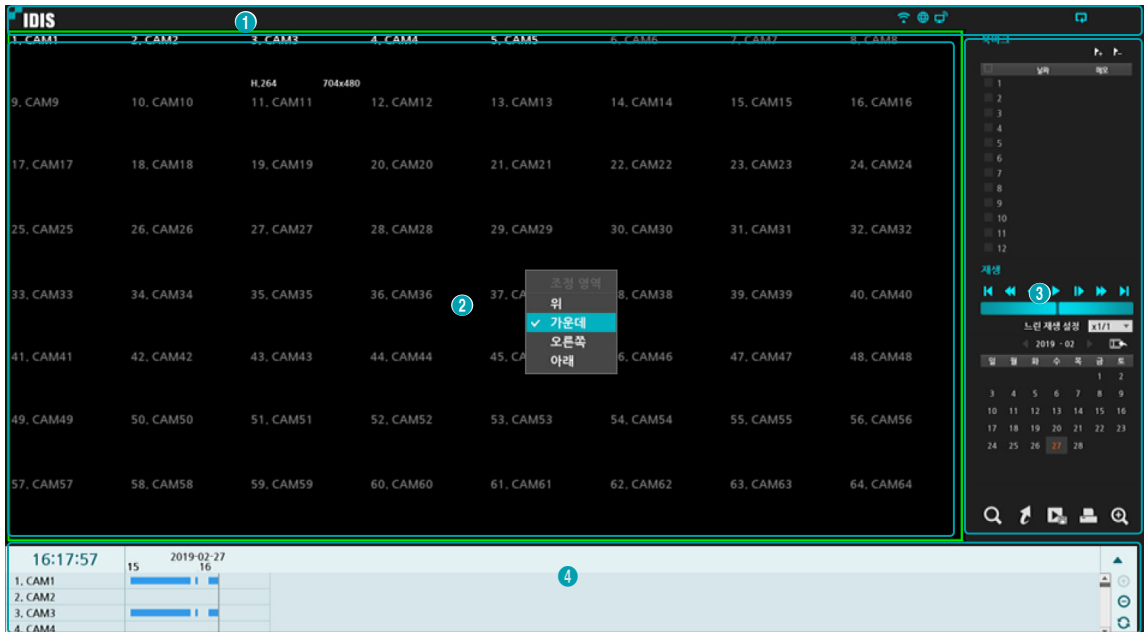 IDIS
1
1. CAM1 2. CAM2 3. CAM3 4. CAM4 5. CAM5 6. CAM6 7. CAM7 8. CAM8
H.264 704x480
9. CAM9 10. CAM10 11. CAM11 12. CAM12 13. CAM13 14. CAM14 15. CAM15 16. CAM16
17. CAM17 18. CAM18 19. CAM19 20. CAM20 21. CAM21 22. CAM22 23. CAM23 24. CAM24
25. CAM25 26. CAM26 27. CAM27 28. CAM28 29. CAM29 30. CAM30 31. CAM31 32. CAM32
33. CAM33 34. CAM34 35. CAM35 36. CAM36 37. CA 8. CAM38 39. CAM39 40. CAM40
2
조정 영역
위
가운데
오른쪽
아래
41. CAM41 42. CAM42 43. CAM43 44. CAM44 45. CA 6. CAM46 47. CAM47 48. CAM48
49. CAM49 50. CAM50 51. CAM51 52. CAM52 53. CAM53 54. CAM54 55. CAM55 56. CAM56
57. CAM57 58. CAM58 59. CAM59 60. CAM60 61. CAM61 62. CAM62 63. CAM63 64. CAM64
북마크
날짜 메모
1
2
3
4
5
6
7
8
9
10
11
12
재생
3
느린 재생 설정 x1/1
2019 - 02
일 월 화 수 목 금 토
1 2
3 4 5 6 7 8 9
10 11 12 13 14 15 16
17 18 19 20 21 22 23
24 25 26 27 28
16:17:57 2019-02-27
15 16
4
1. CAM1
2. CAM2
3. CAM3
4. CAM4